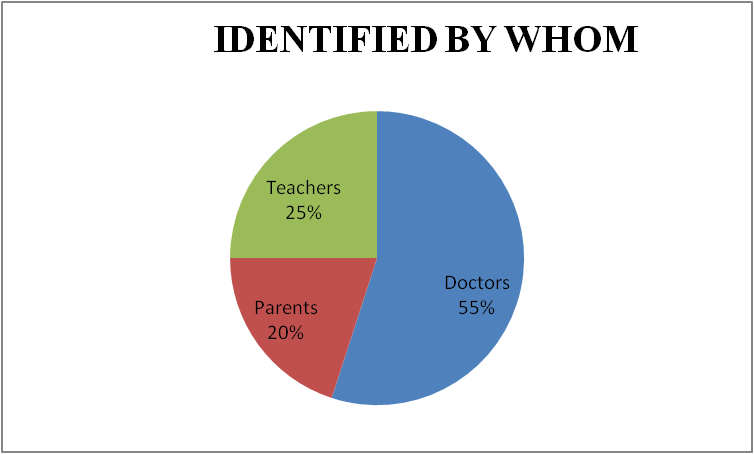 IDENTIFIED BY WHOM
Teachers
25%
Doctors
55%
Parents
20%